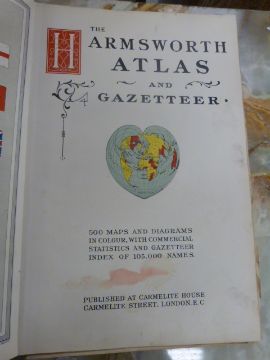 THE
HARMSWORTH
ATLAS
AND
GAZETTEER.
500 MAPS AND DIAGRAMS
IN COLOUR, WITH COMMERCIAL
STATISTICS AND GAZETTEER
INDEX OF 105,000 NAMES.
PUBLISHED AT CARMELITE HOUSE
CARMELITE STREET, LONDON. E.C